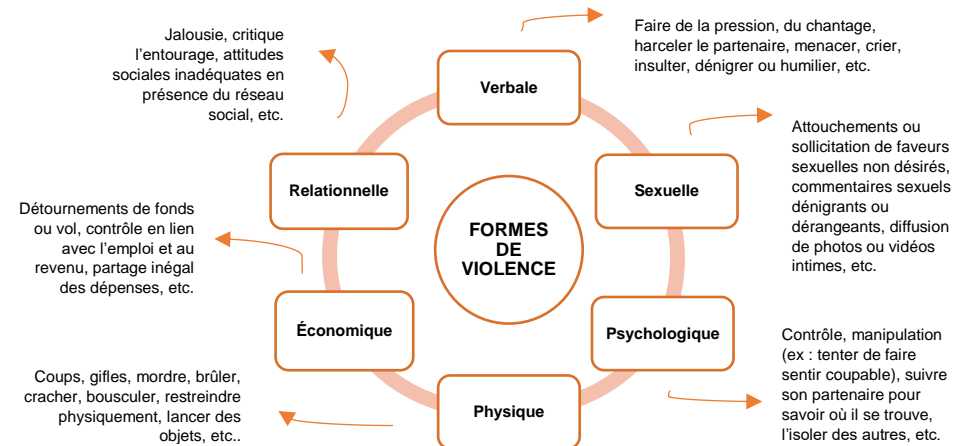 FORMES
DE
VIOLENCE
Verbale
Faire de la pression, du chantage,
harceler le partenaire, menacer, crier,
insulter, dénigrer ou humilier, etc.
Sexuelle
Attouchements ou
sollicitation de faveurs
sexuelles non désirés,
commentaires sexuels
dénigrants ou
dérangeants, diffusion
de photos ou vidéos
intimes, etc.
Psychologique
Contrôle, manipulation
(ex : tenter de faire
sentir coupable), suivre
son partenaire pour
savoir où il se trouve,
l’isoler des autres, etc.
Physique
Coups, gifles, mordre, brûler,
cracher, bousculer, restreindre
physiquement, lancer des
objets, etc..
Économique
Détournements de fonds
ou vol, contrôle en lien
avec l’emploi et au
revenu, partage inégal
des dépenses, etc.
Relationnelle
Jalousie, critique
l’entourage, attitudes
sociales inadéquates en
présence du réseau
social, etc.